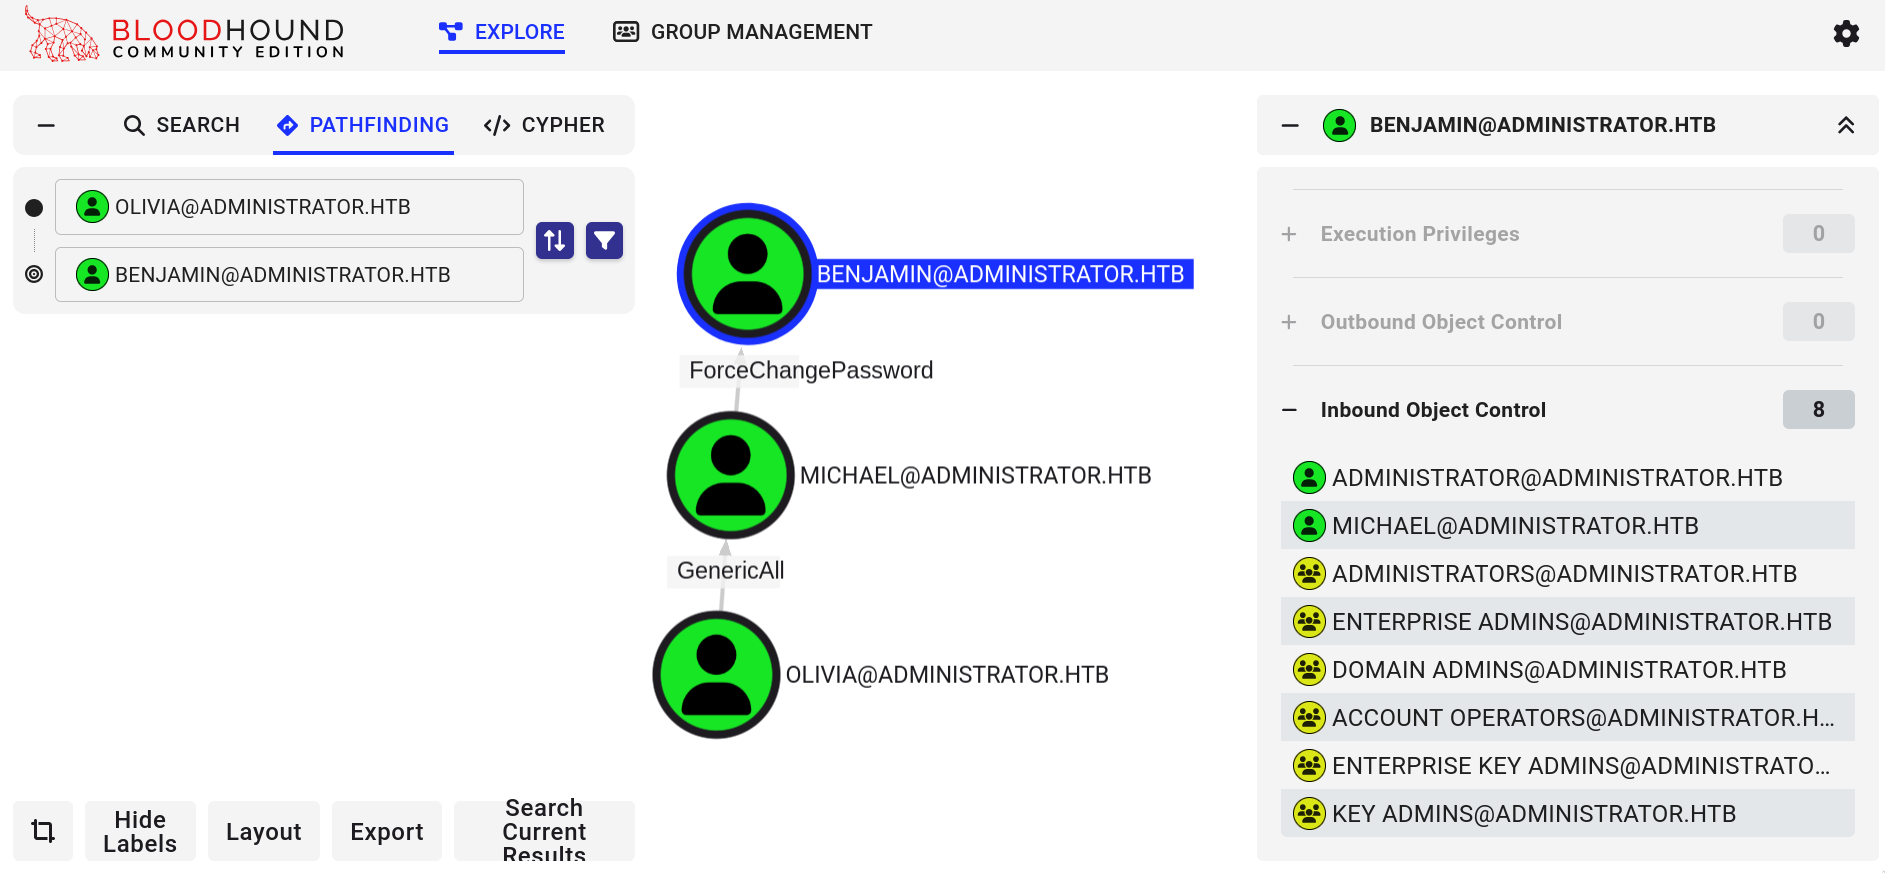 BLOODHOUND
COMMUNITY EDITION
EXPLORE
GROUP MANAGEMENT
SEARCH
PATHFINDING
CYPHER
OLIVIA@ADMINISTRATOR.HTB
BENJAMIN@ADMINISTRATOR.HTB
BENJAMIN@ADMINISTRATOR.HTB
ForceChangePassword
MICHAEL@ADMINISTRATOR.HTB
GenericAll
OLIVIA@ADMINISTRATOR.HTB
Hide
Labels
Layout
Export
Search
Current
Results
BENJAMIN@ADMINISTRATOR.HTB
Execution Privileges 0
Outbound Object Control 0
Inbound Object Control 8
ADMINISTRATOR@ADMINISTRATOR.HTB
MICHAEL@ADMINISTRATOR.HTB
ADMINISTRATORS@ADMINISTRATOR.HTB
ENTERPRISE ADMINS@ADMINISTRATOR.HTB
DOMAIN ADMINS@ADMINISTRATOR.HTB
ACCOUNT OPERATORS@ADMINISTRATOR.H...
ENTERPRISE KEY ADMINS@ADMINISTRATO...
KEY ADMINS@ADMINISTRATOR.HTB